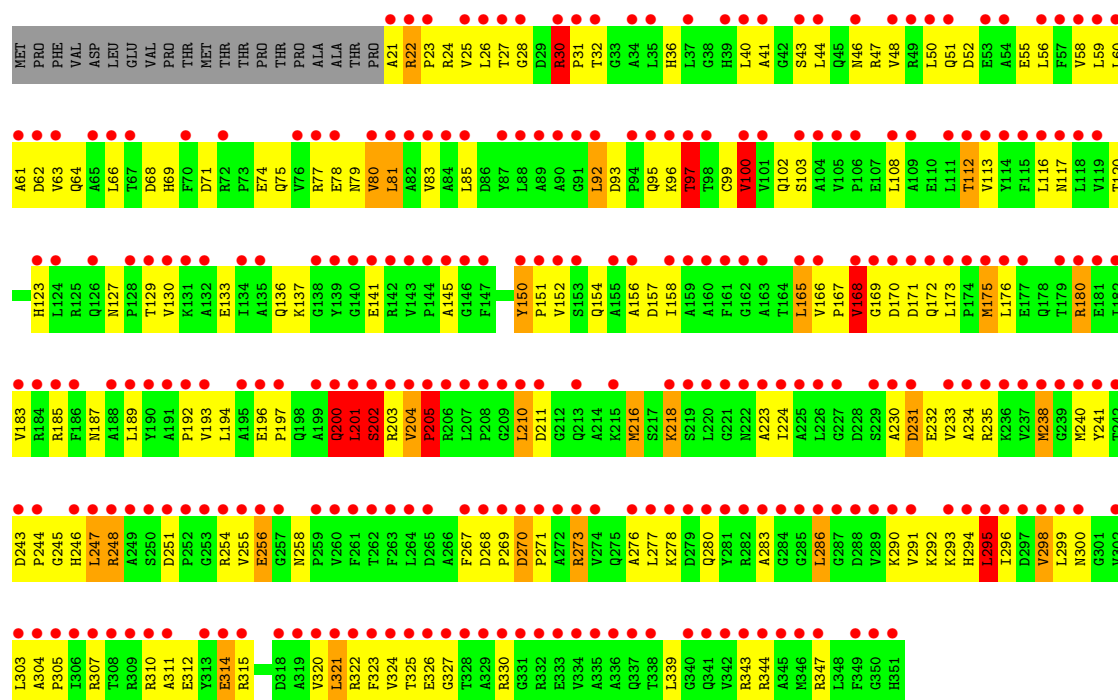 MET PRO PHE VAL ASP LEU GLU VAL PRO THR MET THR THR PRO THR PRO ALA ALA THR PRO A21 R22 P23 R24 V25 L26 T27 G28 D29 R30 P31 T32 G33 A34 L35 H36 L37 G38 H39 L40 A41 G42 S43 L44 Q45 N46 R47 V48 R49 L50 Q51 D52 E53 A54 E55 L56 F57 V58 L59 L60
A61 D62 V63 Q64 A65 L66 T67 D68 H69 F70 D71 R72 P73 E74 Q75 V76 R77 E78 N79 V80 L81 A82 V83 A84 L85 D86 Y87 L88 A89 A90 G91 L92 D93 P94 Q95 K96 T97 T98 C99 V100 V101 Q102 S103 A104 V105 P106 E107 L108 A109 E110 L111 T112 V113 Y114 F115 L116 N117 L118 V119 T120
H123 L124 R125 Q126 N127 P128 T129 V130 K131 A132 E133 I134 A135 Q136 K137 G138 Y139 G140 E141 R142 V143 P144 A145 G146 F147 Y150 P151 V152 S153 Q154 A155 A156 D157 I158 A159 A160 F161 G162 A163 T164 L165 V166 P167 V168 G169 D170 D171 Q172 L173 P174 M175 L176 E177 Q178 T179 R180 E181 I182
V183 R184 R185 F186 N187 A188 L189 Y190 A191 P192 V193 L194 A195 E196 P197 Q198 A199 Q200 L201 S202 R203 V204 P205 R206 L207 P208 G209 L210 D211 G212 Q213 A214 K215 M216 S217 K218 S219 L220 G221 N222 A223 I224 A225 L226 G227 D228 S229 A230 D231 E232 V233 A234 R235 K236 V237 M238 G239 M240 Y241 T242
D243 P244 G245 H246 L247 R248 A249 S250 D251 P252 G253 R254 V255 E256 G257 N258 P259 V260 F261 T262 F263 L264 D265 A266 F267 D268 P269 D270 P271 A272 R273 V274 Q275 A276 L277 K278 D279 Q280 Y281 R282 A283 G284 G285 L286 G287 D288 V289 K290 V291 K292 K293 H294 L295 I296 D297 V298 L299 N300 G301 V302
L303 A304 P305 I306 R307 T308 R309 R310 A311 E312 Y313 E314 R315 D318 A319 V320 L321 R322 F323 V324 T325 E326 G327 T328 A329 R330 G331 R332 E333 V334 A335 A336 Q337 T338 L339 G340 Q341 V342 R343 R344 A345 M346 R347 L348 F349 G350 H351